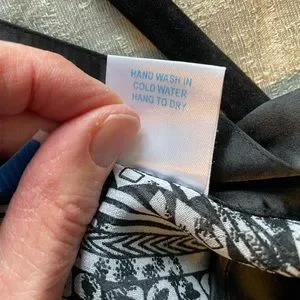 HAND WASH IN
COLD WATER
HANG TO DRY